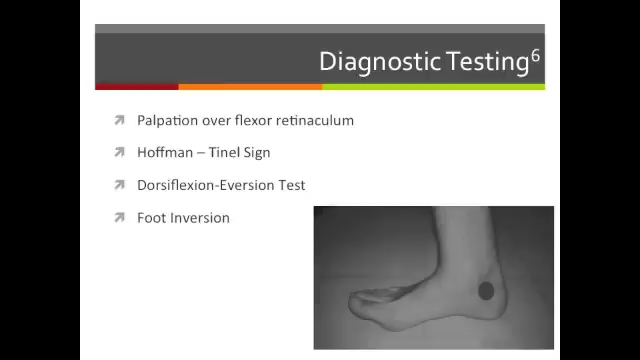 Diagnostic Testing⁶
Palpation over flexor retinaculum
Hoffman – Tinel Sign
Dorsiflexion-Eversion Test
Foot Inversion